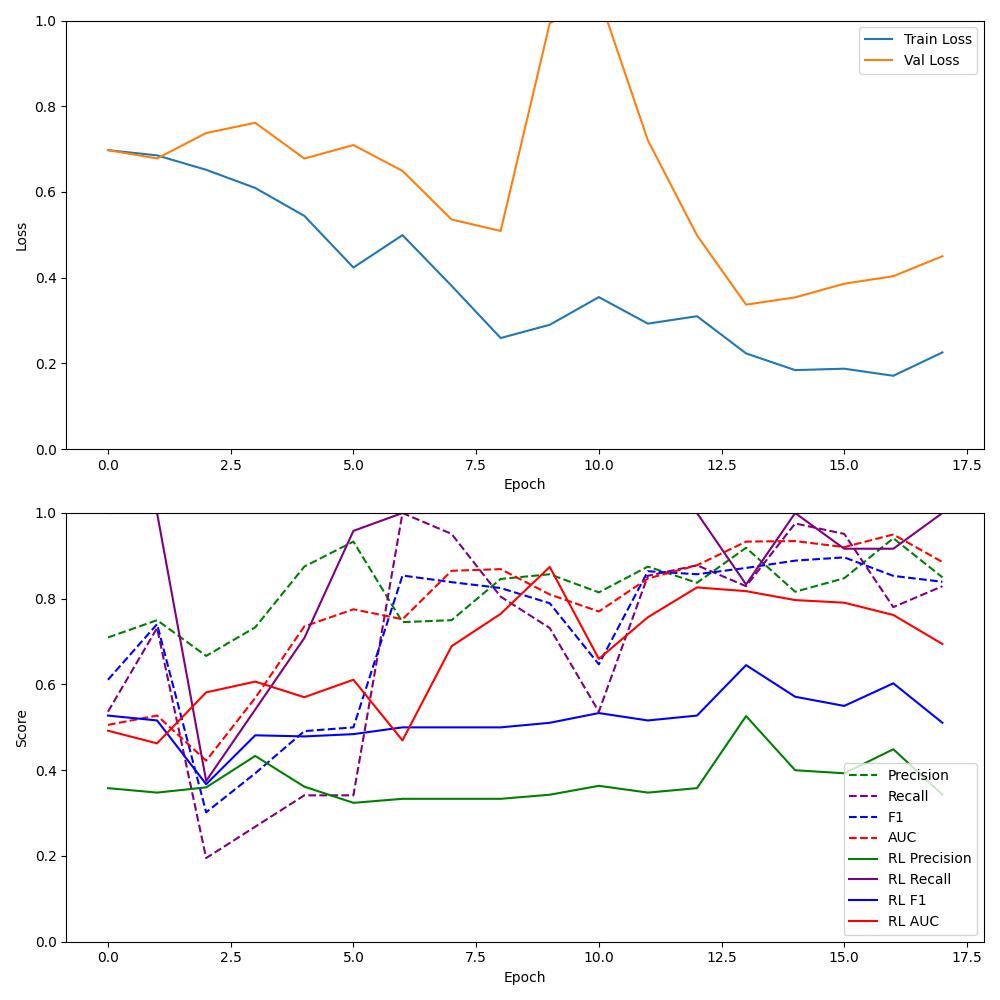 1.0
0.8
0.6
0.4
0.2
0.0
Loss
Train Loss
Val Loss
0.0 2.5 5.0 7.5 10.0 12.5 15.0 17.5
Epoch
1.0
0.8
0.6
0.4
0.2
0.0
Score
Precision
Recall
F1
AUC
RL Precision
RL Recall
RL F1
RL AUC
0.0 2.5 5.0 7.5 10.0 12.5 15.0 17.5
Epoch